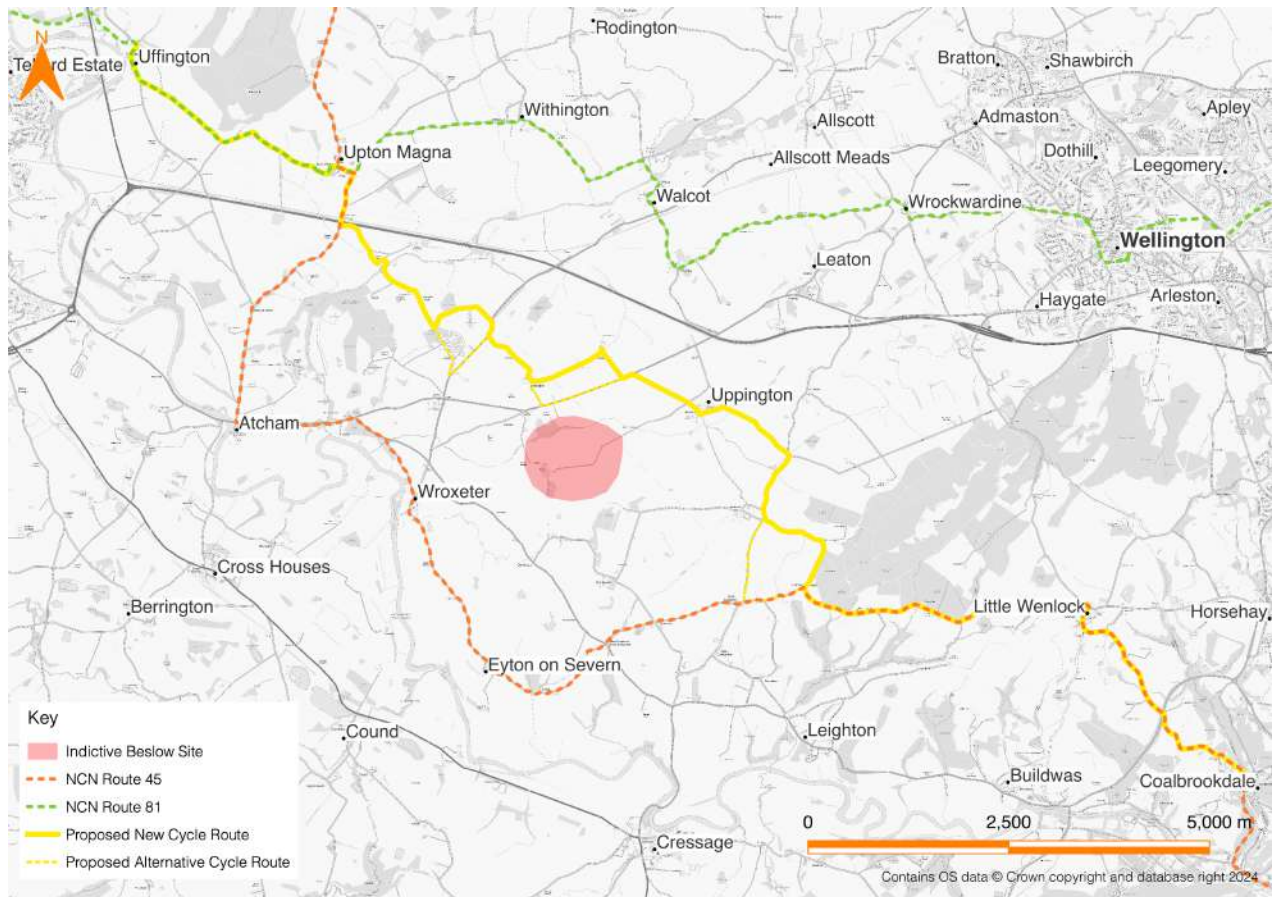 Rodington
N
Uffington
Bratton
Shawbirch
Withington
Apley
Allscott
Admaston
Upton Magna
Dothill
Allscott Meads
Leegomery
Walcot
Wrockwardine
Wellington
Leaton
Haygate
Arleston
Uppington
Atcham
Wroxeter
Cross Houses
Berrington
Little Wenlock
Horsehay
Eyton on Severn
Key
Indictive Beslow Site
NCN Route 45
NCN Route 81
Proposed New Cycle Route
Proposed Alternative Cycle Route
Cound
Leighton
Buildwas
Coalbrookdale
Cressage
0 2,500 5,000 m
Contains OS data © Crown copyright and database right 2024